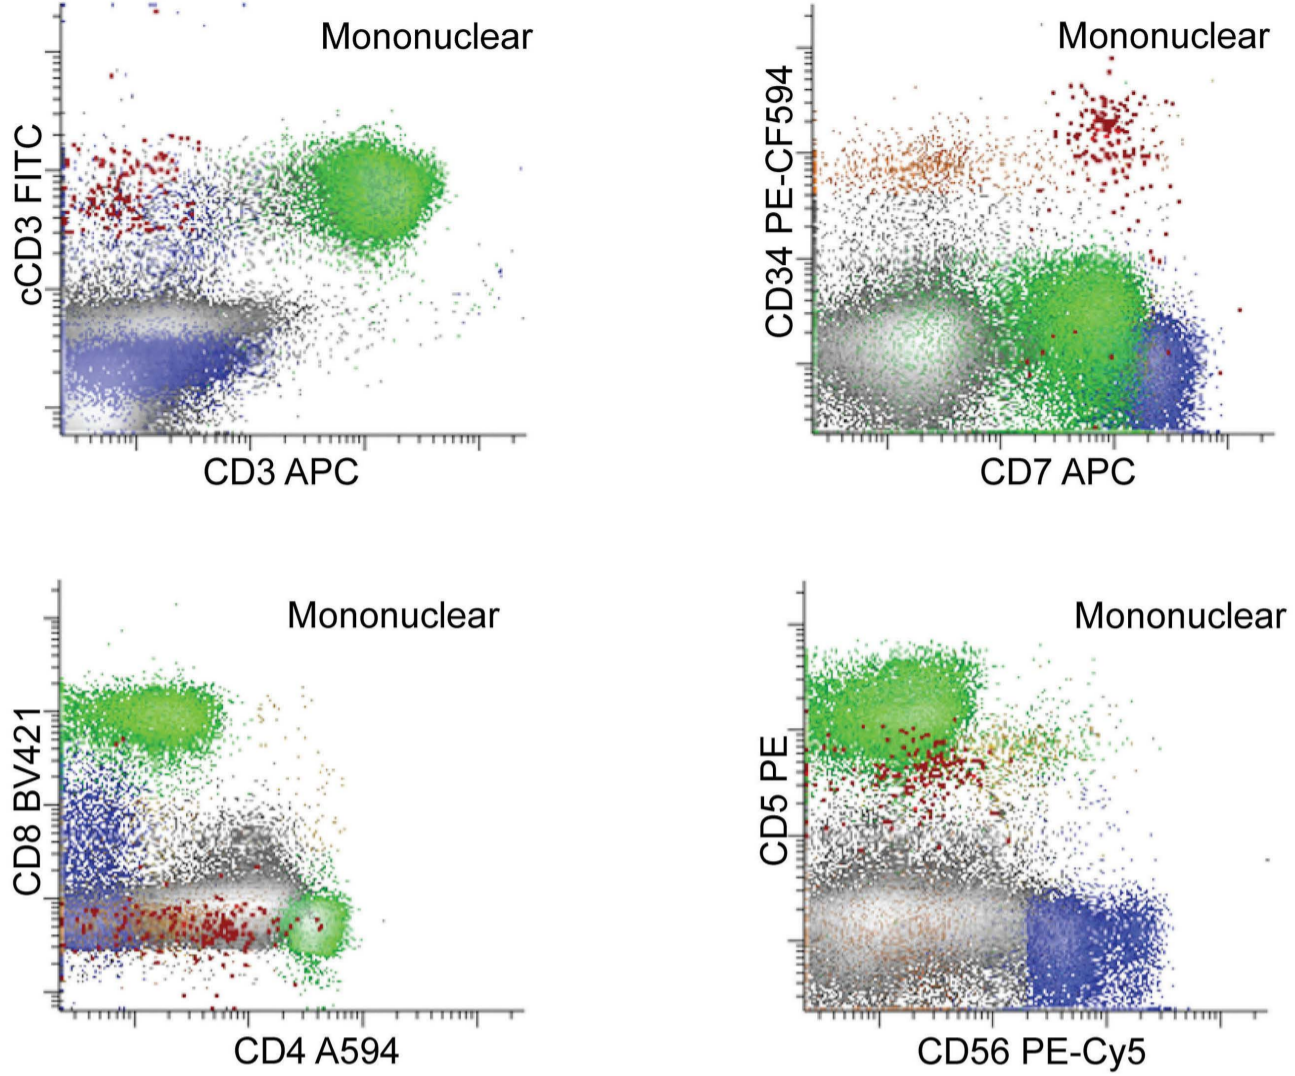 Mononuclear
cCD3 FITC
CD3 APC
Mononuclear
CD34 PE-CF594
CD7 APC
Mononuclear
CD8 BV421
CD4 A594
Mononuclear
CD5 PE
CD56 PE-Cy5